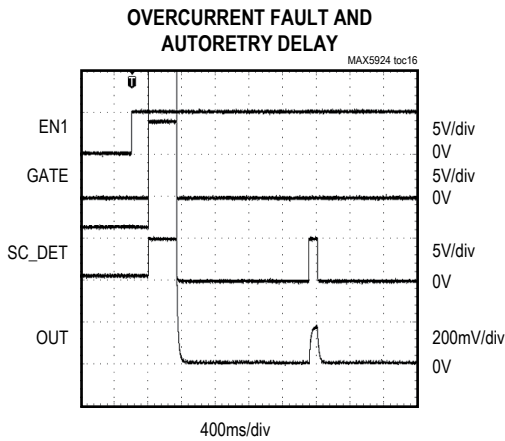 OVERCURRENT FAULT AND
AUTORETRY DELAY
MAX5924 toc16
T
EN1
5V/div
0V
GATE
5V/div
0V
SC_DET
5V/div
0V
OUT
200mV/div
0V
400ms/div